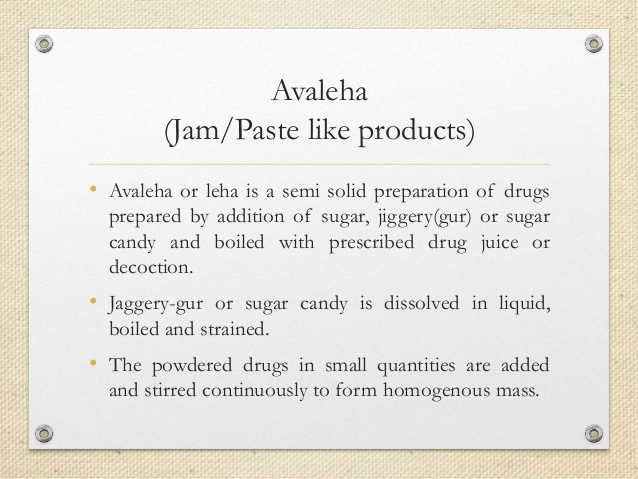 Avaleha
(Jam/Paste like products)
• Avaleha or leha is a semi solid preparation of drugs
prepared by addition of sugar, jiggery(gur) or sugar
candy and boiled with prescribed drug juice or
decoction.
• Jaggery-gur or sugar candy is dissolved in liquid,
boiled and strained.
• The powdered drugs in small quantities are added
and stirred continuously to form homogenous mass.